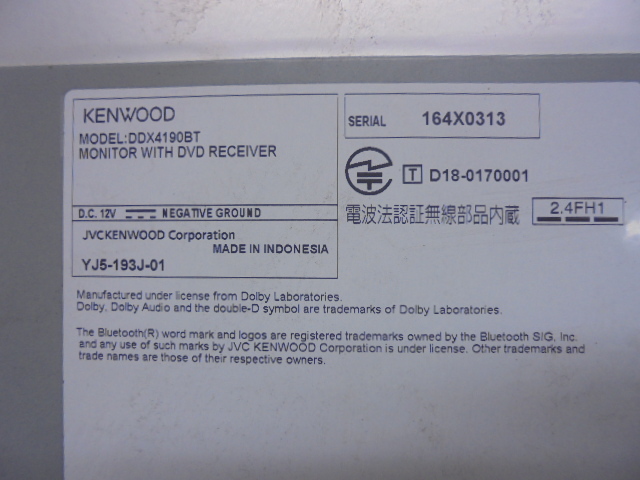 KENWOOD
MODEL:DDX4190BT
MONITOR WITH DVD RECEIVER
D.C. 12V NEGATIVE GROUND
JVCKENWOOD Corporation
MADE IN INDONESIA
YJ5-193J-01
SERIAL 164X0313
T D18-0170001
電波法認証無線部品内蔵 2.4FH1
Manufactured under license from Dolby Laboratories.
Dolby, Dolby Audio and the double-D symbol are trademarks of Dolby Laboratories.
The Bluetooth(R) word mark and logos are registered trademarks owned by the Bluetooth SIG, Inc.
and any use of such marks by JVC KENWOOD Corporation is under license. Other trademarks and
trade names are those of their respective owners.